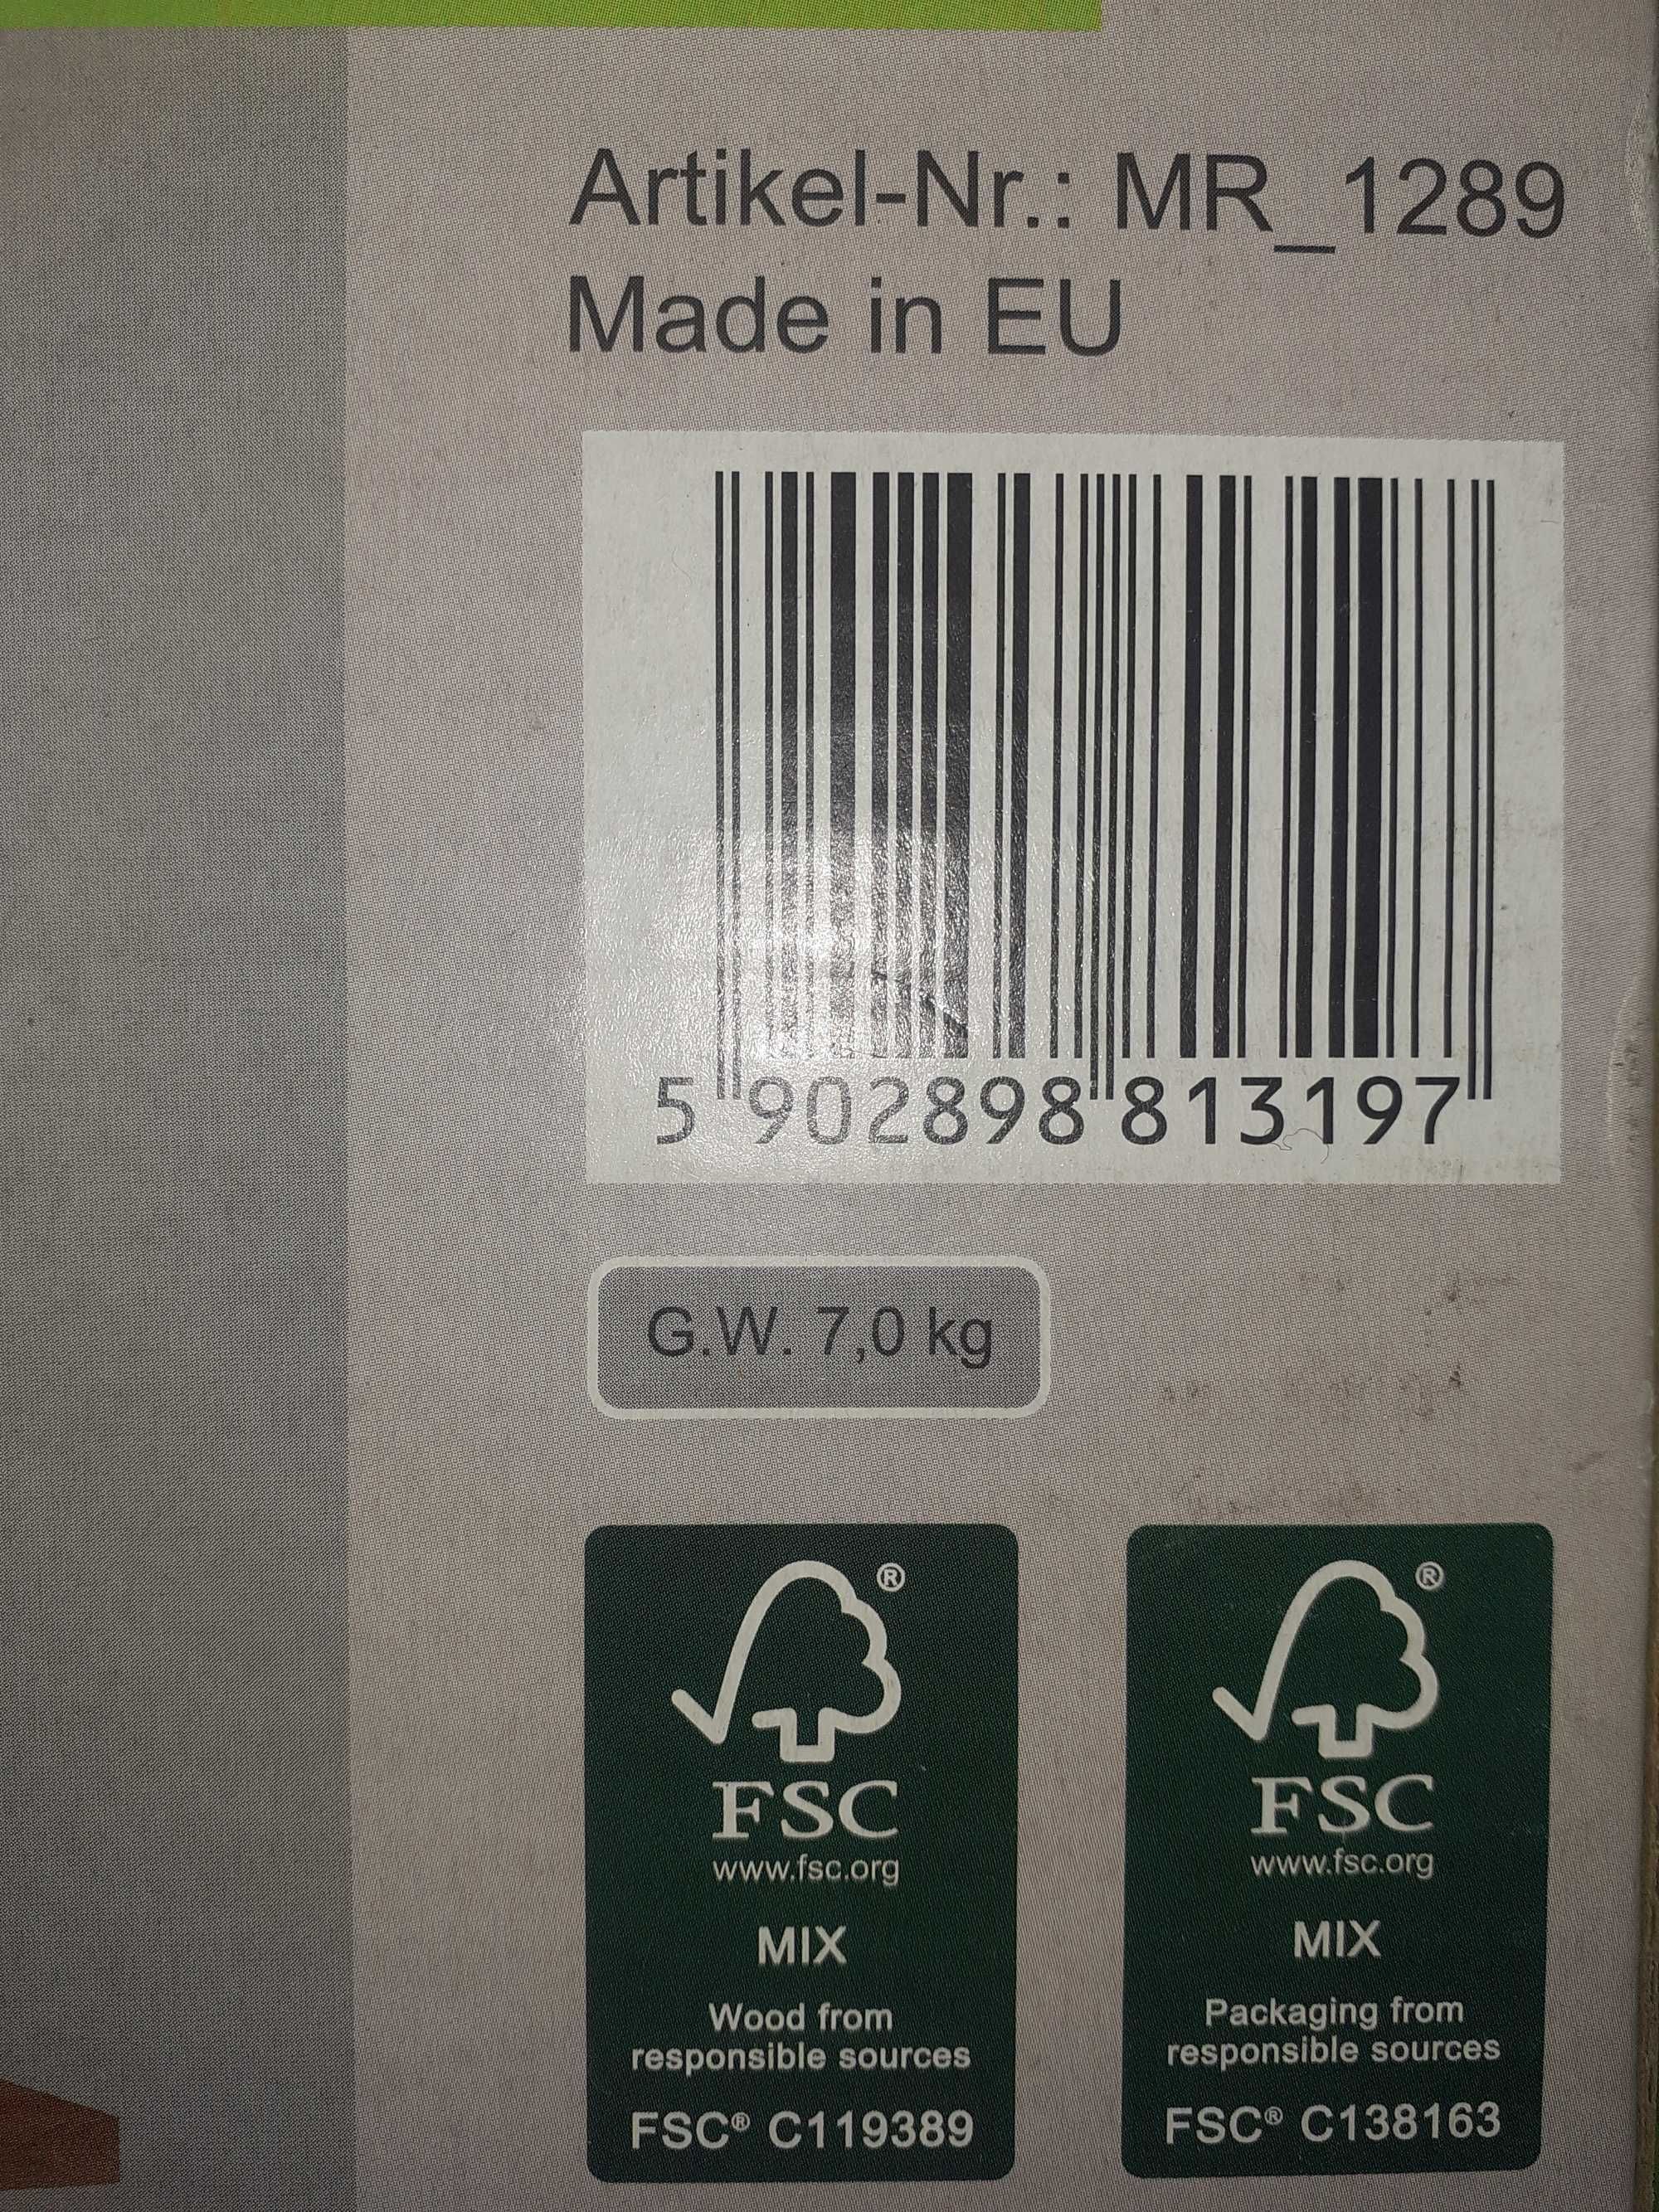 Artikel-Nr.: MR_1289
Made in EU
5 902898 813197
G.W. 7,0 kg
®
FSC
www.fsc.org
MIX
Wood from
responsible sources
FSC® C119389
®
FSC
www.fsc.org
MIX
Packaging from
responsible sources
FSC® C138163